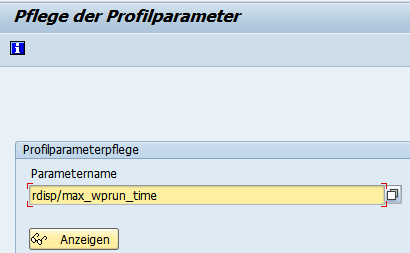 Pflege der Profilparameter
Profilparameterpflege
Parametername
rdisp/max_wprun_time
Anzeigen